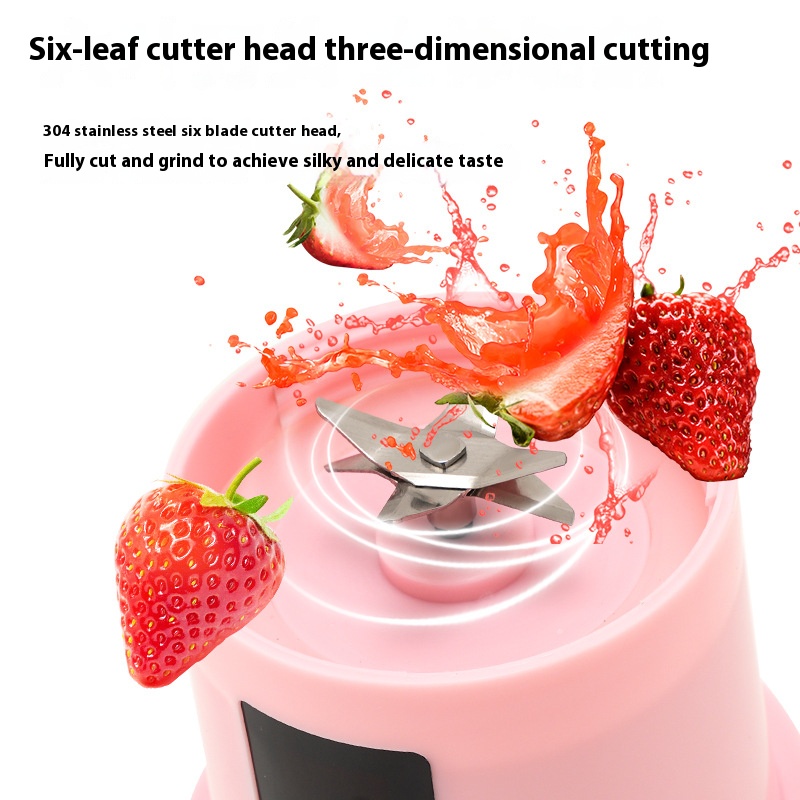 Six-leaf cutter head three-dimensional cutting
304 stainless steel six blade cutter head,
Fully cut and grind to achieve silky and delicate taste